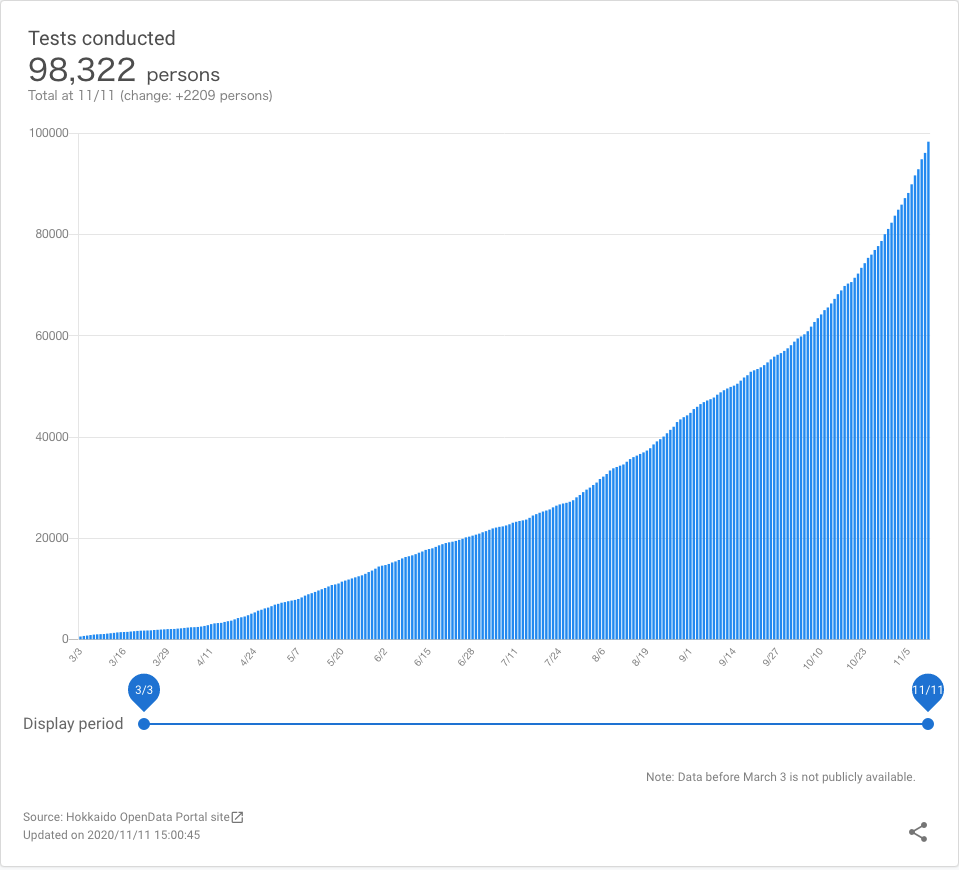 Tests conducted
98,322 persons
Total at 11/11 (change: +2209 persons)
100000
80000
60000
40000
20000
0
3/3 3/16 3/29 4/11 4/24 5/7 5/20 6/2 6/15 6/28 7/11 7/24 8/6 8/19 9/1 9/14 9/27 10/10 10/23 11/5
3/3 11/11
Display period
Note: Data before March 3 is not publicly available.
Source: Hokkaido OpenData Portal site
Updated on 2020/11/11 15:00:45